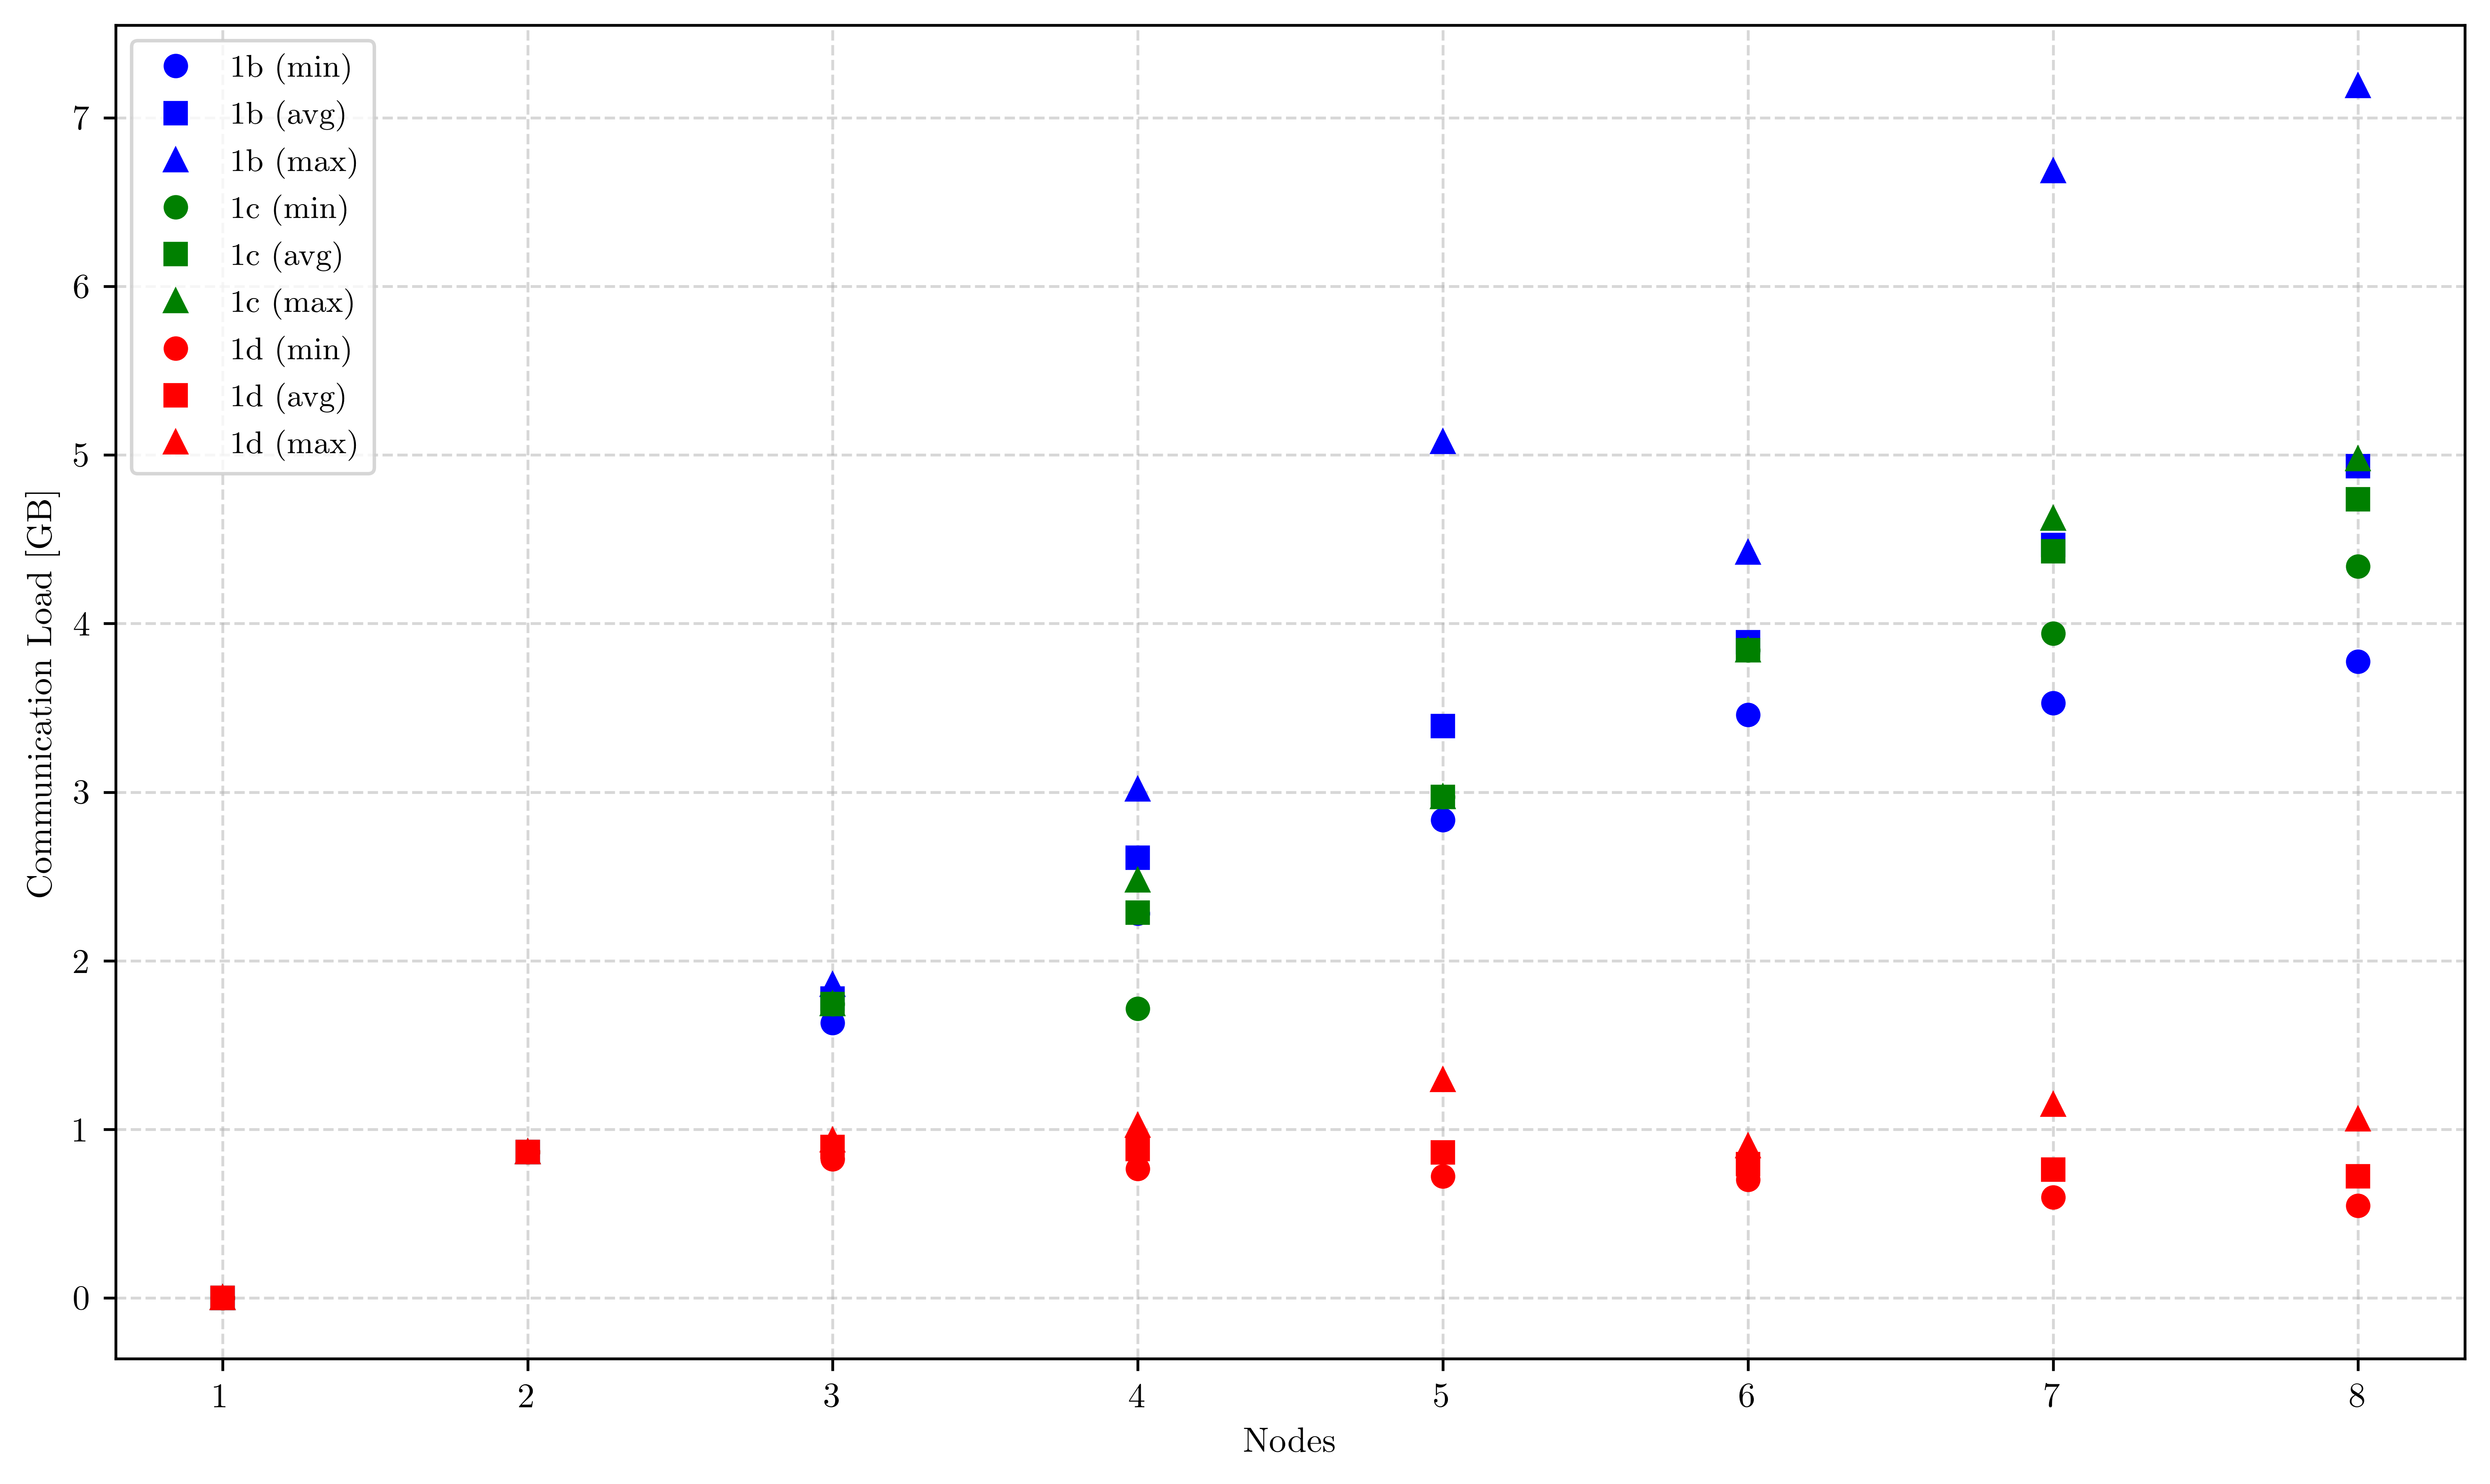 1b (min)
1b (avg)
1b (max)
1c (min)
1c (avg)
1c (max)
1d (min)
1d (avg)
1d (max)
7
6
5
4
3
2
1
0
Communication Load [GB]
1 2 3 4 5 6 7 8
Nodes